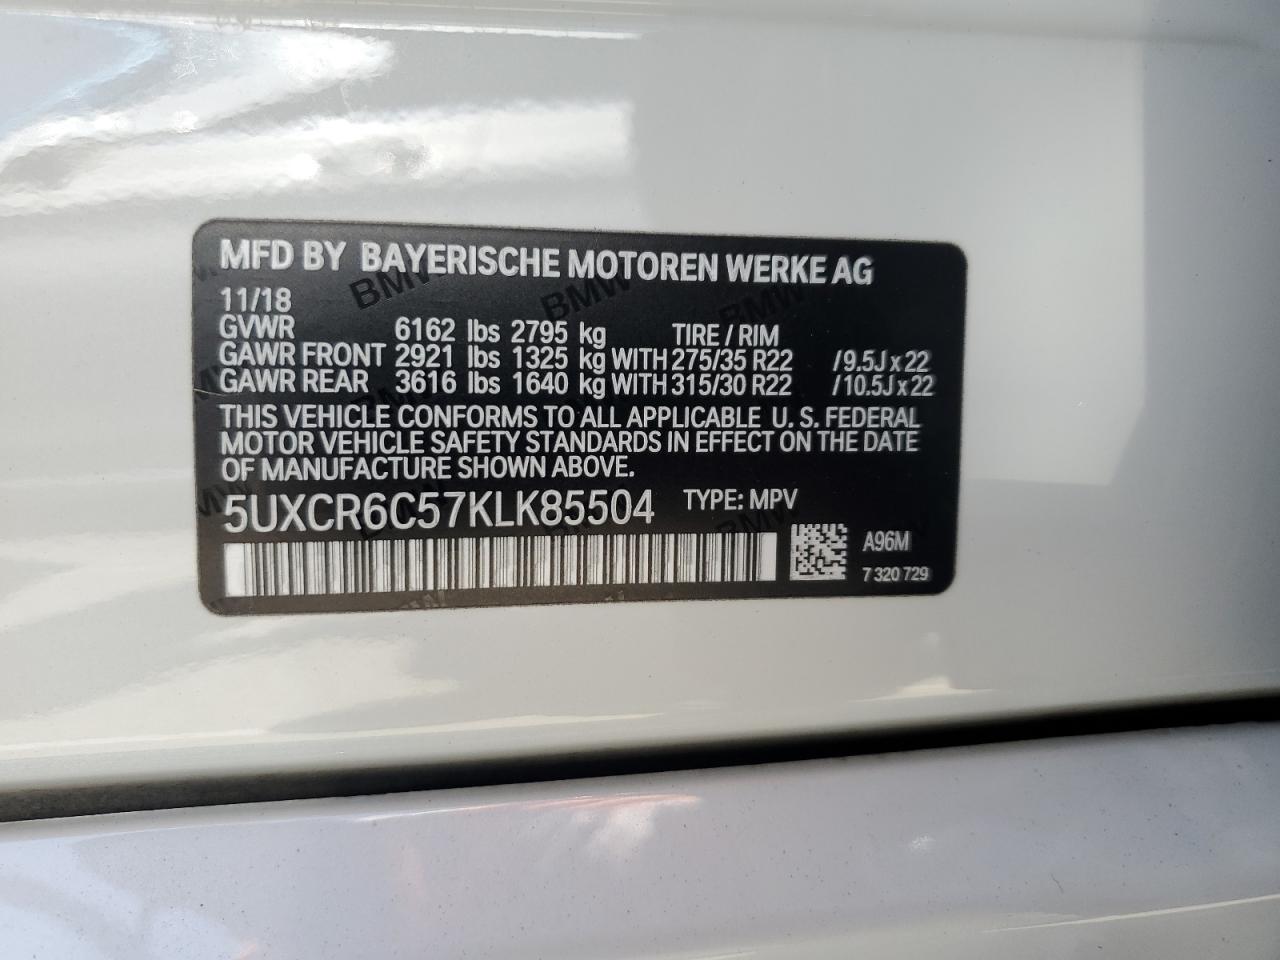 MFD BY BAYERISCHE MOTOREN WERKE AG
11/18
GVWR 6162 lbs 2795 kg TIRE / RIM
GAWR FRONT 2921 lbs 1325 kg WITH 275/35 R22 /9.5J x 22
GAWR REAR 3616 lbs 1640 kg WITH 315/30 R22 /10.5J x 22
THIS VEHICLE CONFORMS TO ALL APPLICABLE U. S. FEDERAL
MOTOR VEHICLE SAFETY STANDARDS IN EFFECT ON THE DATE
OF MANUFACTURE SHOWN ABOVE.
5UXCR6C57KLK85504 TYPE: MPV
A96M
7 320 729